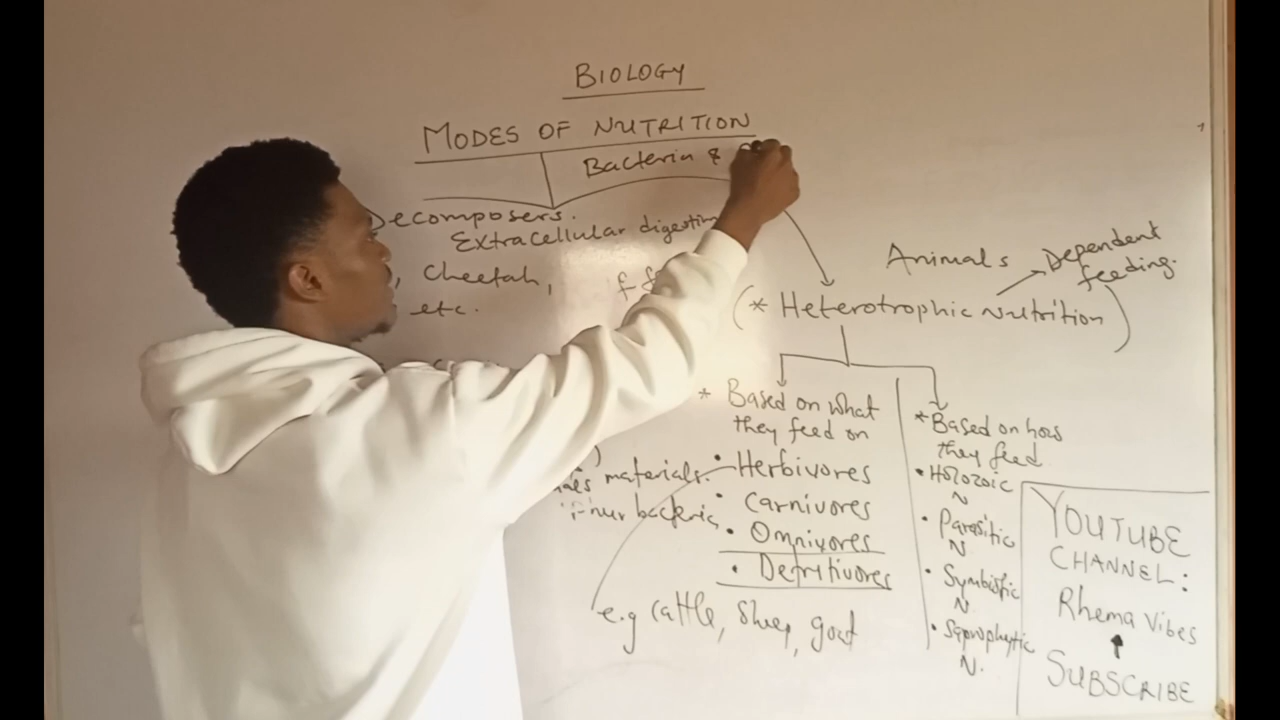 BIOLOGY
MODES OF NUTRITION
Bacteria &
Decomposers.
Extracellular digestion
, Cheetah,
etc.
Animals
Dependent
feeding.
(* Heterotrophic Nutrition)
* Based on what
they feed on
• Herbivores
• Carnivores
• Omnivores
• Detritivores
e.g cattle, sheep, goat
materials.
bacteria
* Based on how
they feed
• Holozoic
N
• Parasitic
N
• Symbiotic
N
• Saprophytic
N.
YOUTUBE
CHANNEL:
Rhema Vibes
SUBSCRIBE